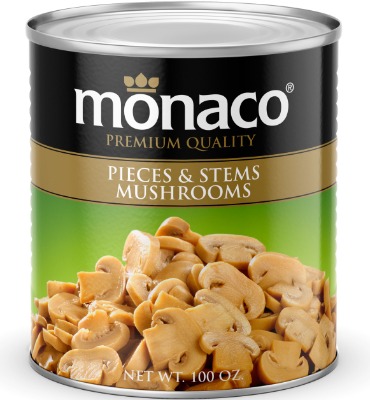 monaco®
PREMIUM QUALITY
PIECES & STEMS
MUSHROOMS
NET WT. 100 OZ.